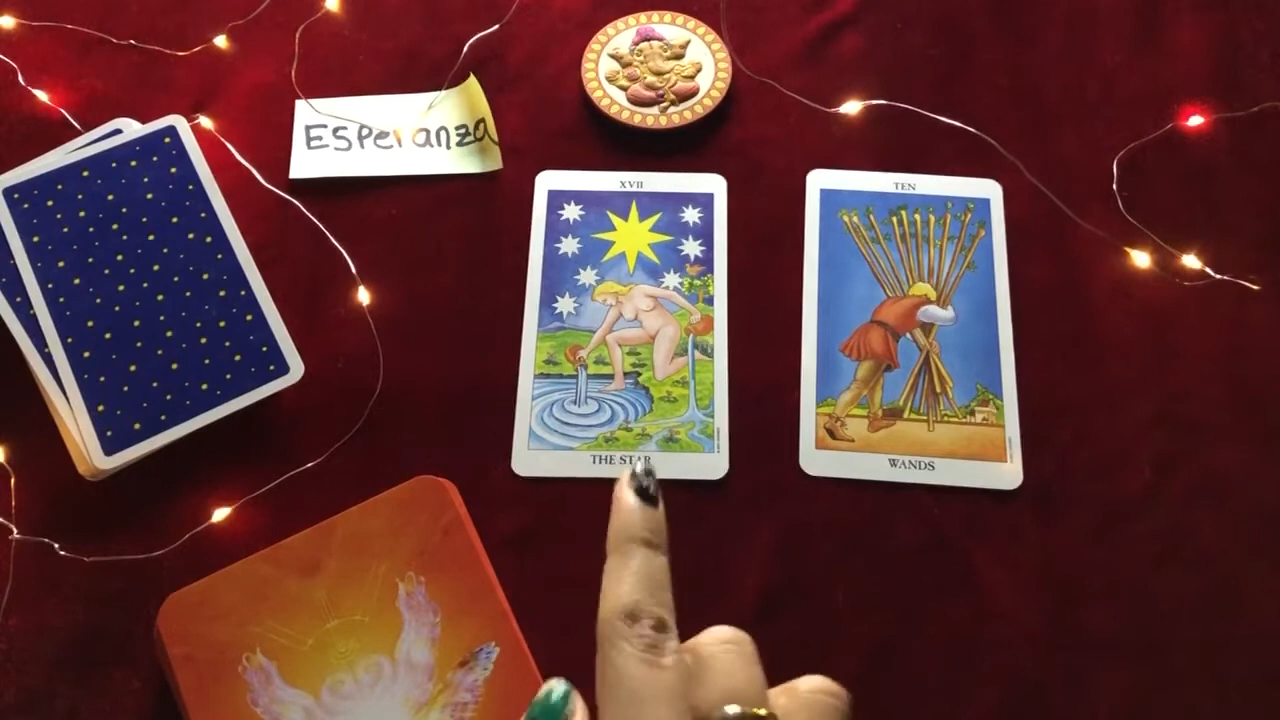 Esperanza
XVII
THE STAR
TEN
WANDS